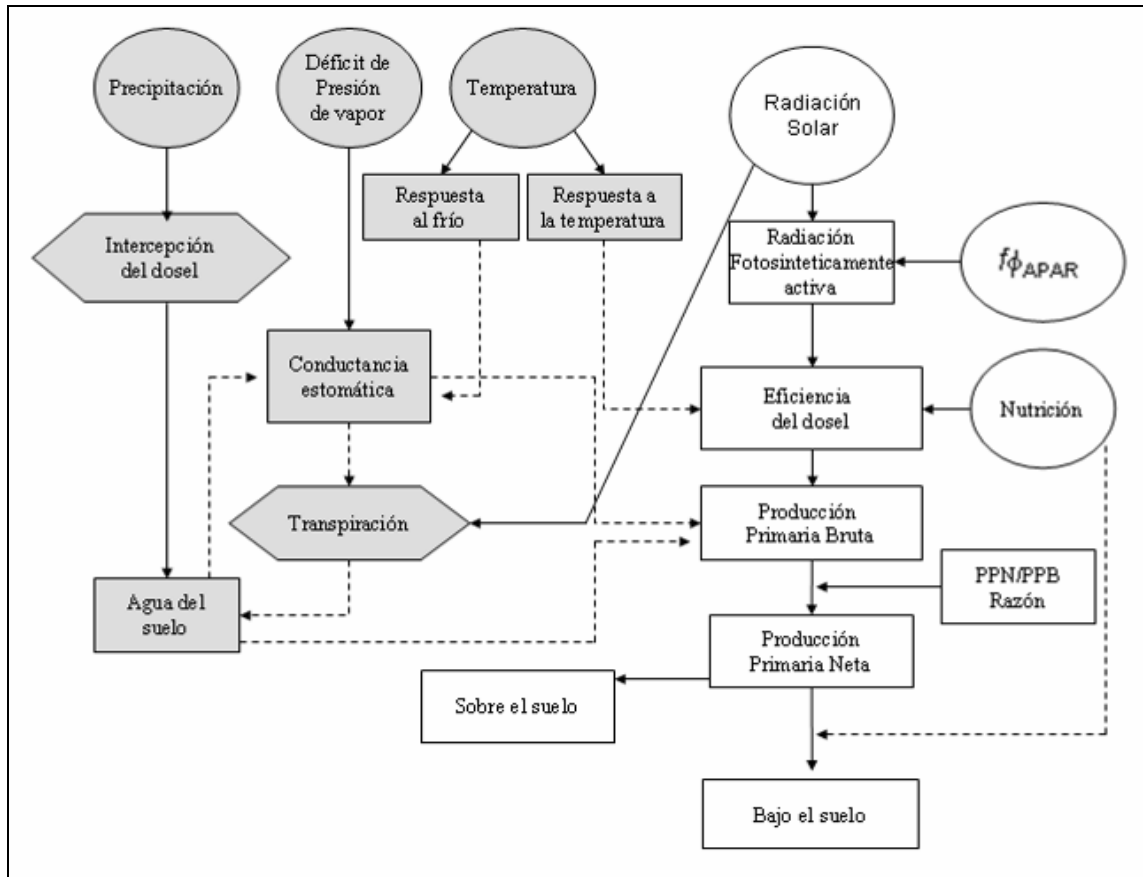 Precipitación
Déficit de
Presión
de vapor
Temperatura
Radiación
Solar
Respuesta
al frío
Respuesta a
la temperatura
Intercepción
del dosel
Radiación
Fotosinteticamente
activa
fϕAPAR
Conductancia
estomática
Eficiencia
del dosel
Nutrición
Transpiración
Producción
Primaria Bruta
Agua del
suelo
PPN/PPB
Razón
Producción
Primaria Neta
Sobre el suelo
Bajo el suelo